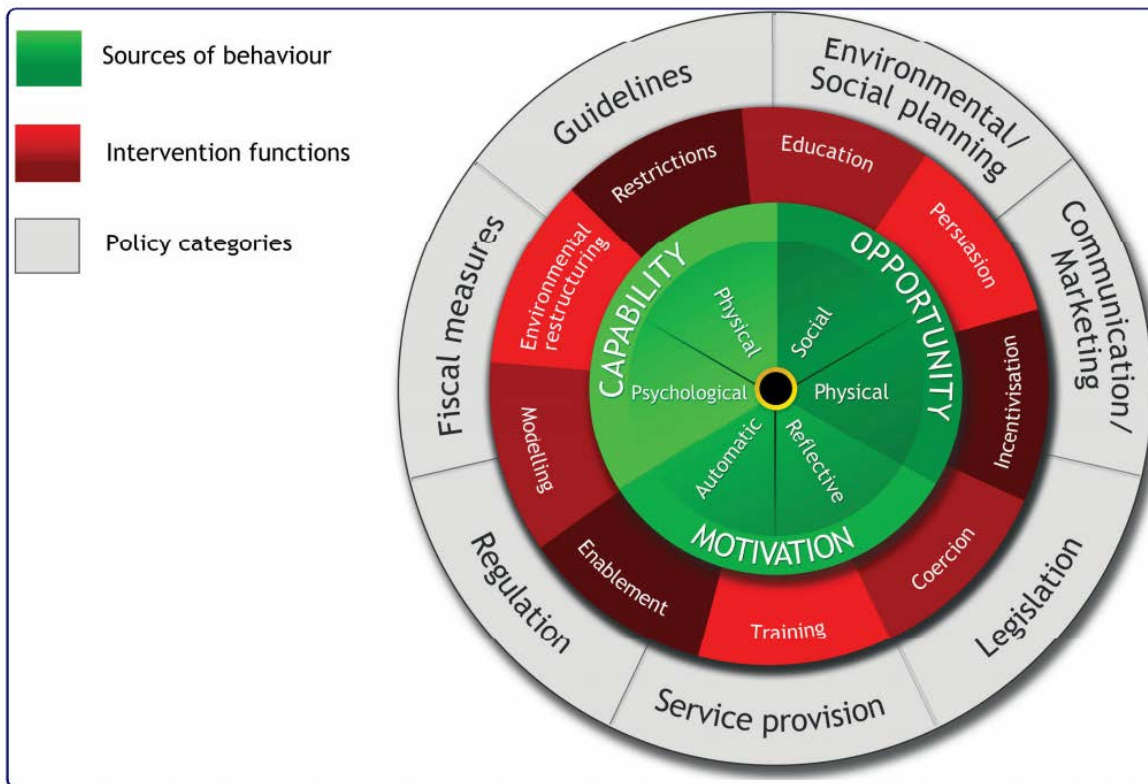 Sources of behaviour
Intervention functions
Policy categories
Guidelines
Environmental/
Social planning
Communication/
Marketing
Legislation
Service provision
Regulation
Fiscal measures
Restrictions
Education
Persuasion
Incentivisation
Coercion
Training
Enablement
Modelling
Environmental
restructuring
CAPABILITY
OPPORTUNITY
MOTIVATION
Physical
Social
Psychological
Physical
Automatic
Reflective